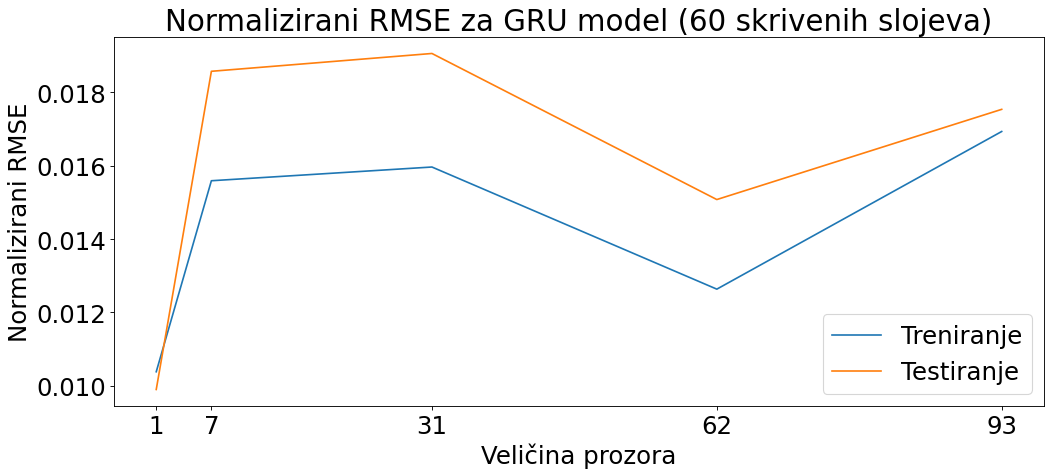 Normalizirani RMSE za GRU model (60 skrivenih slojeva)
Normalizirani RMSE
0.018
0.016
0.014
0.012
0.010
Treniranje
Testiranje
1 7 31 62 93
Veličina prozora